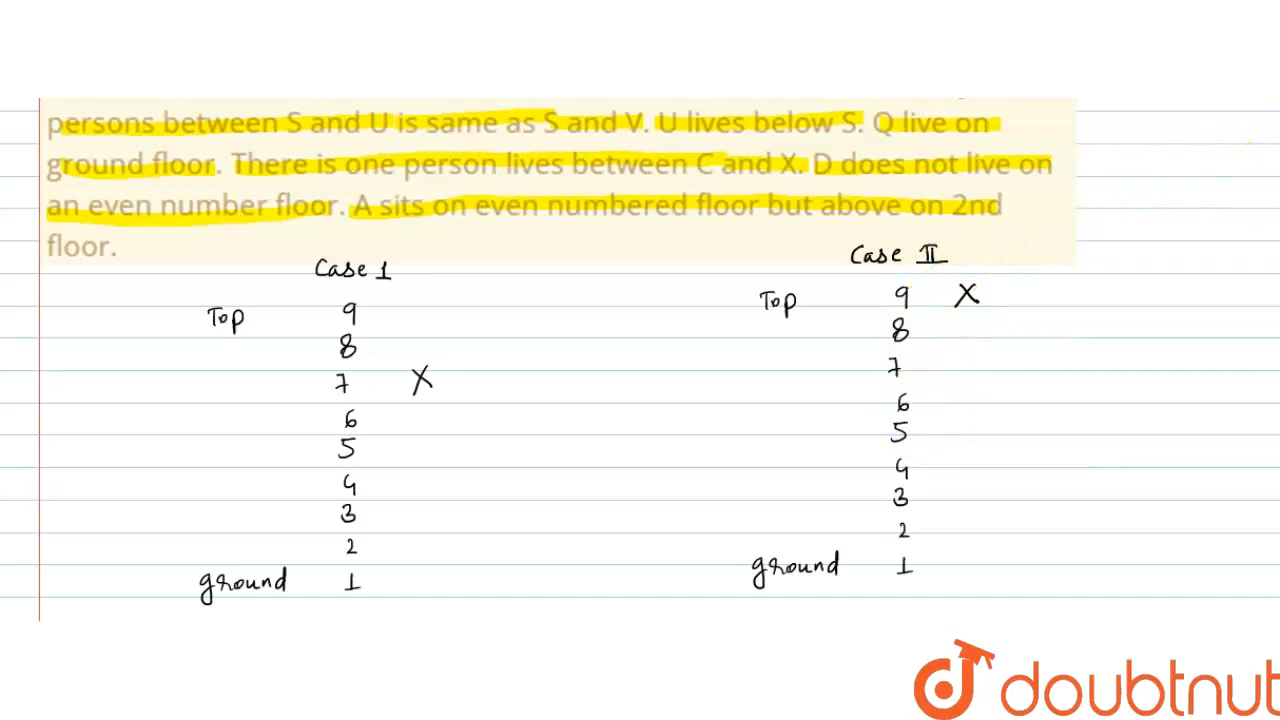 persons between S and U is same as S and V. U lives below S. Q live on
ground floor. There is one person lives between C and X. D does not live on
an even number floor. A sits on even numbered floor but above on 2nd
floor.
Case 1
Case II
Top 9
Top 9 X
8
8
7 X
7
6
6
5
5
4
4
3
3
2
2
ground 1
ground 1
doubtnut